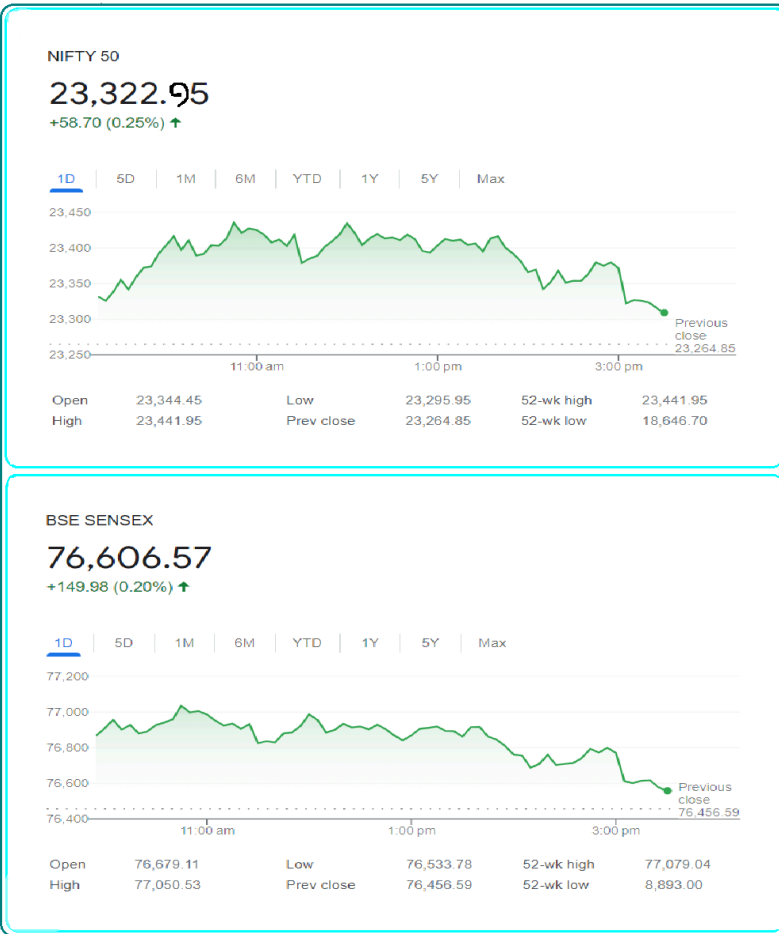 NIFTY 50
23,322.95
+58.70 (0.25%) ↑
1D 5D 1M 6M YTD 1Y 5Y Max
23,450
23,400
23,350
23,300
23,250
Previous
close
23,264.85
11:00 am 1:00 pm 3:00 pm
Open 23,344.45 Low 23,295.95 52-wk high 23,441.95
High 23,441.95 Prev close 23,264.85 52-wk low 18,646.70
BSE SENSEX
76,606.57
+149.98 (0.20%) ↑
1D 5D 1M 6M YTD 1Y 5Y Max
77,200
77,000
76,800
76,600
76,400
Previous
close
76,456.59
11:00 am 1:00 pm 3:00 pm
Open 76,679.11 Low 76,533.78 52-wk high 77,079.04
High 77,050.53 Prev close 76,456.59 52-wk low 8,893.00